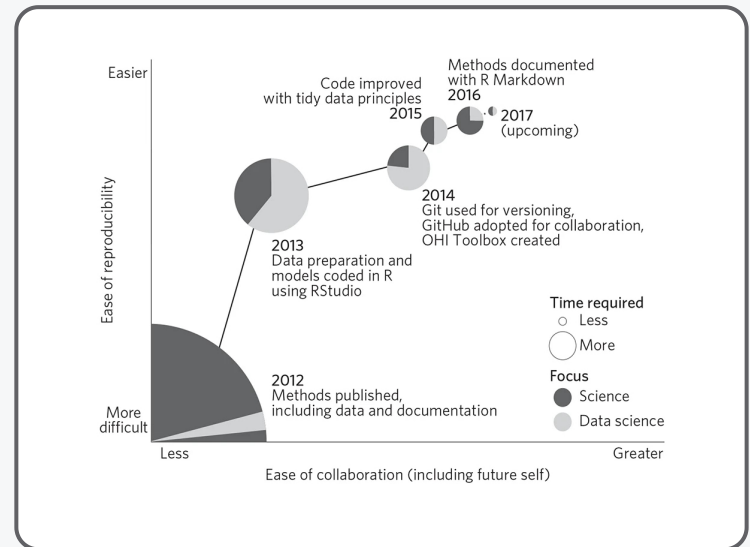 Easier
Methods documented
with R Markdown
2016
Code improved
with tidy data principles
2015
2017
(upcoming)
2014
Git used for versioning,
GitHub adopted for collaboration,
OHI Toolbox created
2013
Data preparation and
models coded in R
using RStudio
Ease of reproducibility
Time required
Less
More
Focus
Science
Data science
2012
Methods published,
including data and documentation
More
difficult
Less
Greater
Ease of collaboration (including future self)